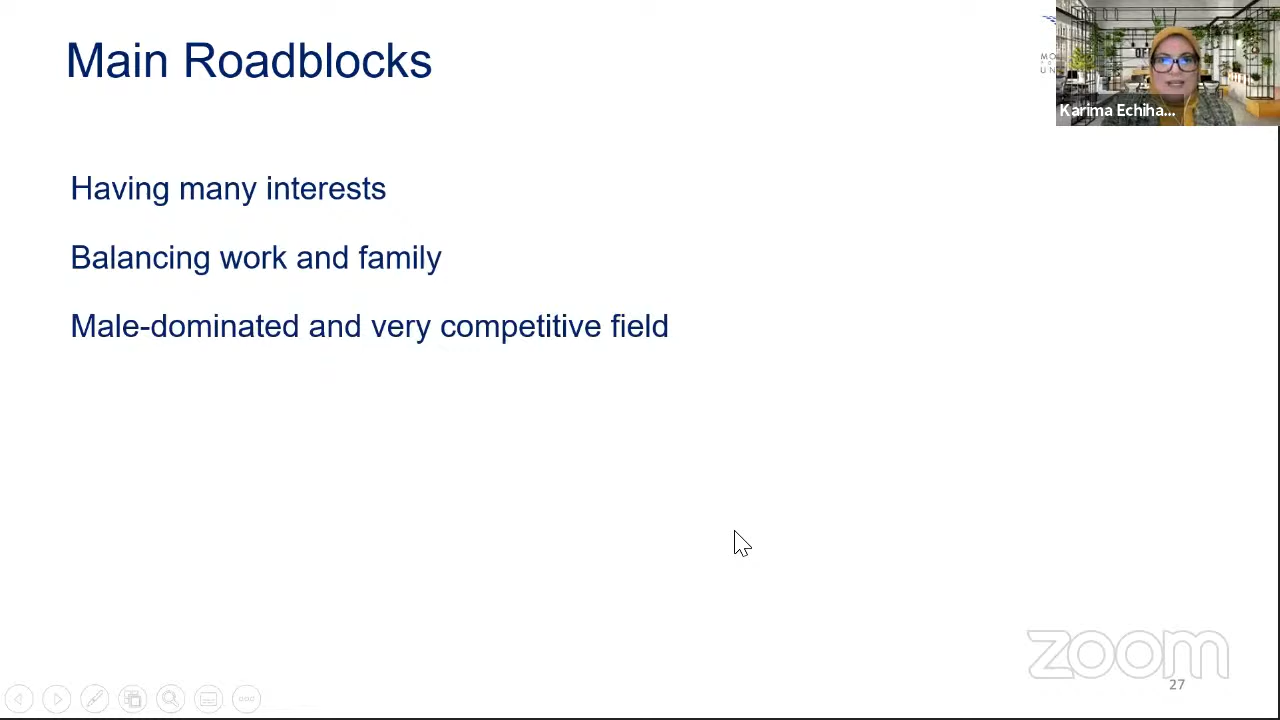 Main Roadblocks
Having many interests
Balancing work and family
Male-dominated and very competitive field
Karima Echiha...
zoom
27